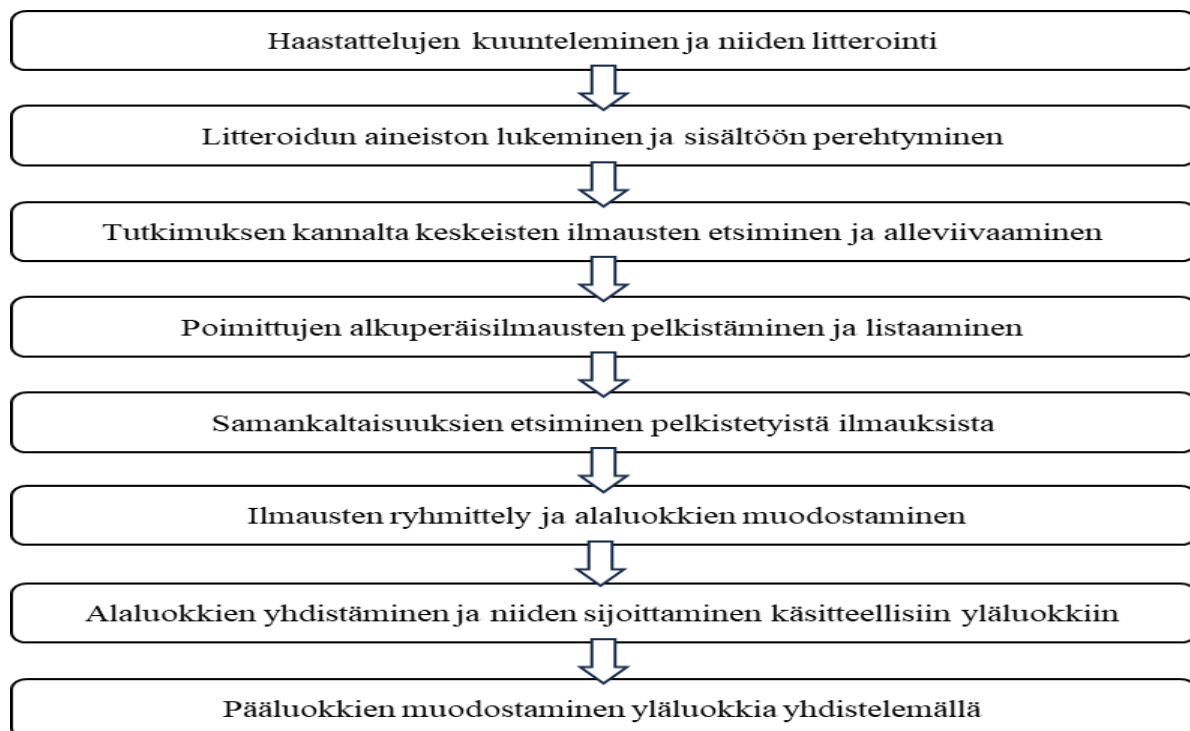 Haastattelujen kuunteleminen ja niiden litterointi
Litteroidun aineiston lukeminen ja sisältöön perehtyminen
Tutkimuksen kannalta keskeisten ilmausten etsiminen ja alleviivaaminen
Poimittujen alkuperäisilmausten pelkistäminen ja listaaminen
Samankaltaisuuksien etsiminen pelkistetyistä ilmauksista
Ilmausten ryhmittely ja alaluokkien muodostaminen
Alaluokkien yhdistäminen ja niiden sijoittaminen käsitteellisiin yläluokkiin
Pääluokkien muodostaminen yläluokkia yhdistelemällä